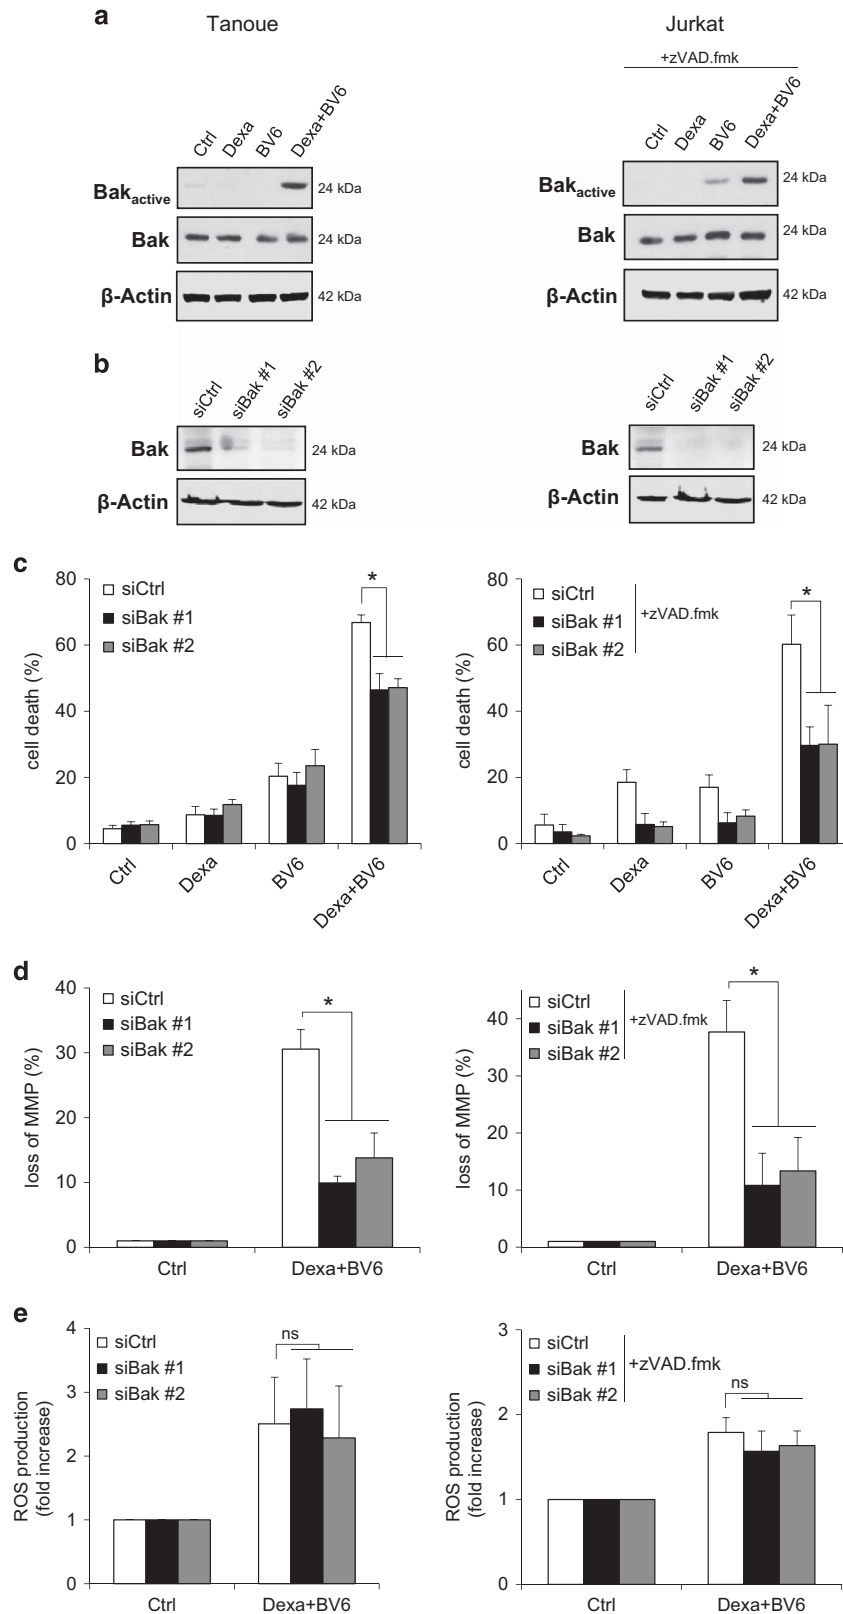 a
Tanoue
Jurkat
+zVAD.fmk
Ctrl
Dexa
BV6
Dexa+BV6
Bakactive
24 kDa
Bak
24 kDa
β-Actin
42 kDa
Ctrl
Dexa
BV6
Dexa+BV6
Bakactive
24 kDa
Bak
24 kDa
β-Actin
42 kDa
b
siCtrl
siBak #1
siBak #2
Bak
24 kDa
β-Actin
42 kDa
siCtrl
siBak #1
siBak #2
Bak
24 kDa
β-Actin
42 kDa
c
80
60
40
20
0
cell death (%)
siCtrl
siBak #1
siBak #2
*
Ctrl
Dexa
BV6
Dexa+BV6
80
60
40
20
0
cell death (%)
siCtrl
siBak #1
siBak #2
+zVAD.fmk
*
Ctrl
Dexa
BV6
Dexa+BV6
d
40
30
20
10
0
loss of MMP (%)
siCtrl
siBak #1
siBak #2
*
Ctrl
Dexa+BV6
40
30
20
10
0
loss of MMP (%)
siCtrl
siBak #1
siBak #2
+zVAD.fmk
*
Ctrl
Dexa+BV6
e
4
3
2
1
0
ROS production
(fold increase)
siCtrl
siBak #1
siBak #2
ns
Ctrl
Dexa+BV6
3
2
1
0
ROS production
(fold increase)
siCtrl
siBak #1
siBak #2
+zVAD.fmk
ns
Ctrl
Dexa+BV6